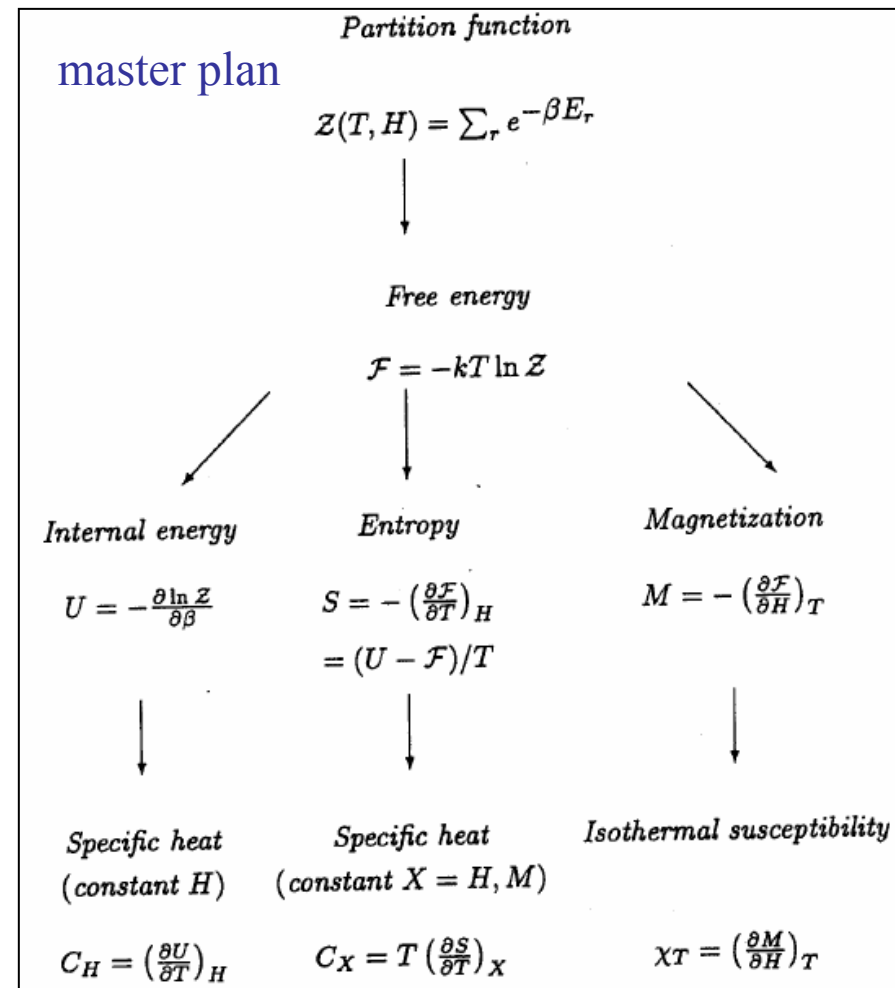 Partition function
master plan
𝒵(T, H) = ∑_r e^{−βE_r}
Free energy
ℱ = −kT ln 𝒵
Internal energy
Entropy
Magnetization
U = −∂ ln 𝒵/∂β
S = −(∂ℱ/∂T)_H
M = −(∂ℱ/∂H)_T
= (U − ℱ)/T
Specific heat
(constant H)
Specific heat
(constant X = H, M)
Isothermal susceptibility
C_H = (∂U/∂T)_H
C_X = T(∂S/∂T)_X
χ_T = (∂M/∂H)_T